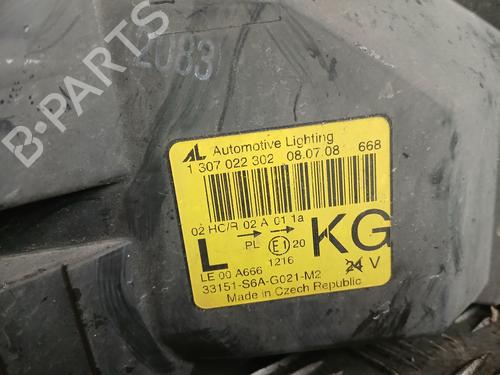 2083
B-PARTS
AL Automotive Lighting
1 307 022 302 08.07.08 668
02 HC/R 02 A 01 1a
L → → KG
PL E1 20
1216
LE 00 A666 24 V
33151-S6A-G021-M2
Made in Czech Republic